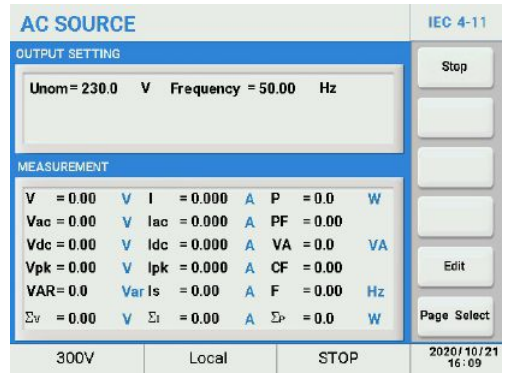 AC SOURCE
IEC 4-11
OUTPUT SETTING
Stop
Unom = 230.0 V Frequency = 50.00 Hz
MEASUREMENT
V = 0.00 V I = 0.000 A P = 0.0 W
Vac = 0.00 V Iac = 0.000 A PF = 0.00
Vdc = 0.00 V Idc = 0.000 A VA = 0.0 VA
Vpk = 0.00 V Ipk = 0.000 A CF = 0.00
Edit
VAR= 0.0 Var Is = 0.00 A F = 0.00 Hz
Σv = 0.00 V ΣI = 0.00 A ΣP = 0.0 W
Page Select
300V Local STOP 2020/10/21
16:09